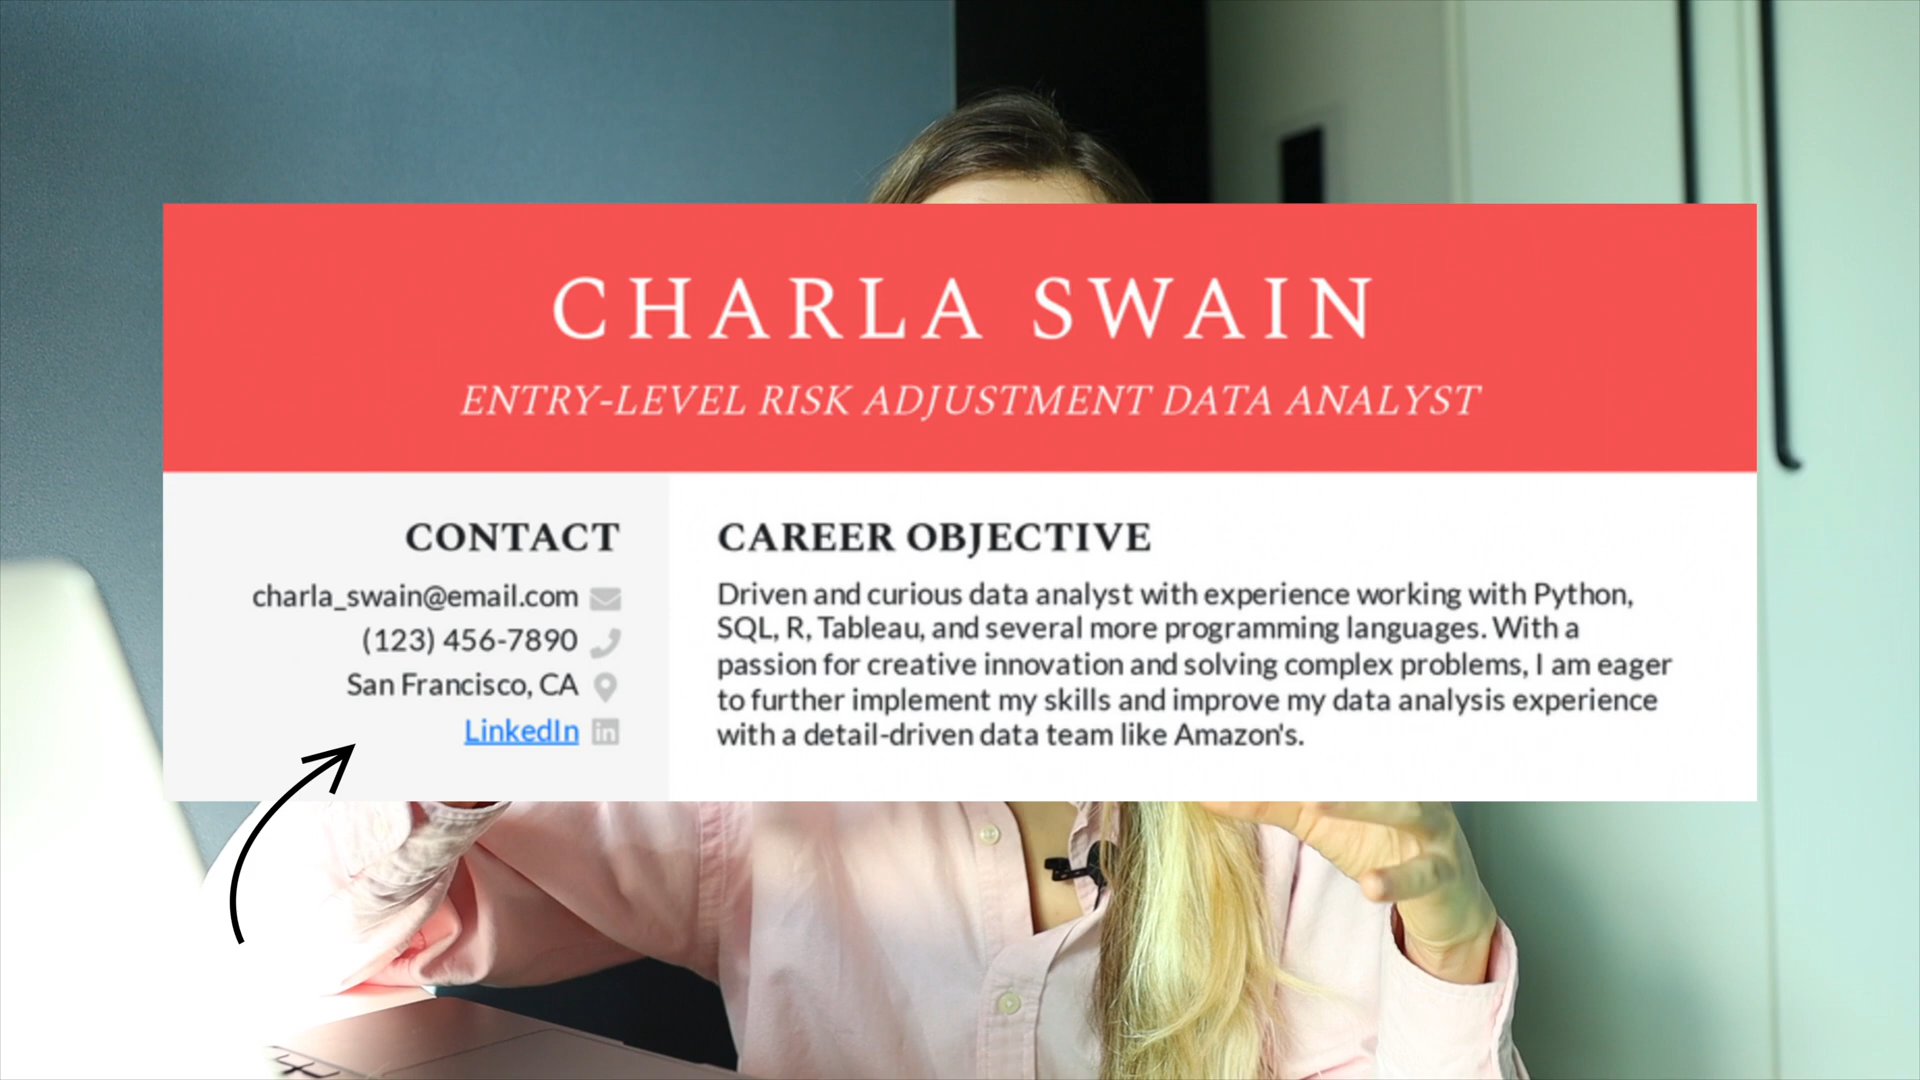 CHARLA SWAIN
ENTRY-LEVEL RISK ADJUSTMENT DATA ANALYST
CONTACT
charla_swain@email.com
(123) 456-7890
San Francisco, CA
LinkedIn
CAREER OBJECTIVE
Driven and curious data analyst with experience working with Python,
SQL, R, Tableau, and several more programming languages. With a
passion for creative innovation and solving complex problems, I am eager
to further implement my skills and improve my data analysis experience
with a detail-driven data team like Amazon's.